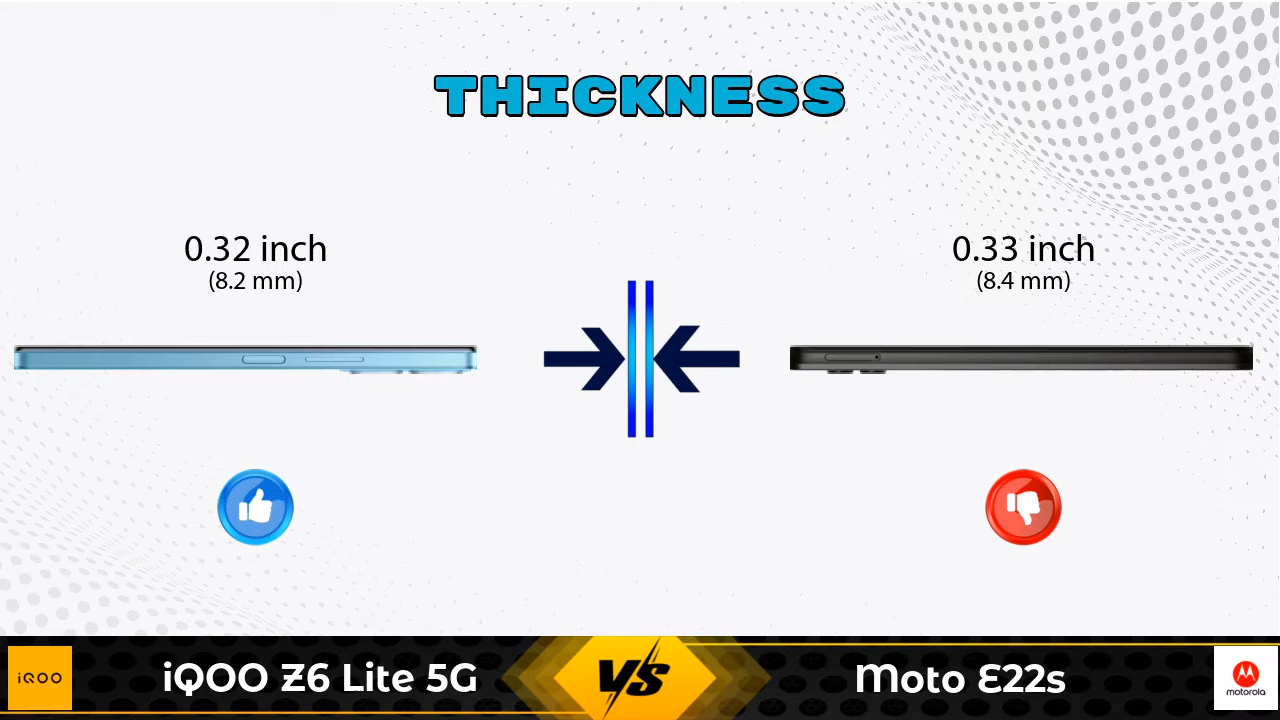 THICKNESS
0.32 inch
(8.2 mm)
0.33 inch
(8.4 mm)
iQOO
iQOO Z6 Lite 5G
VS
Moto E22s
motorola